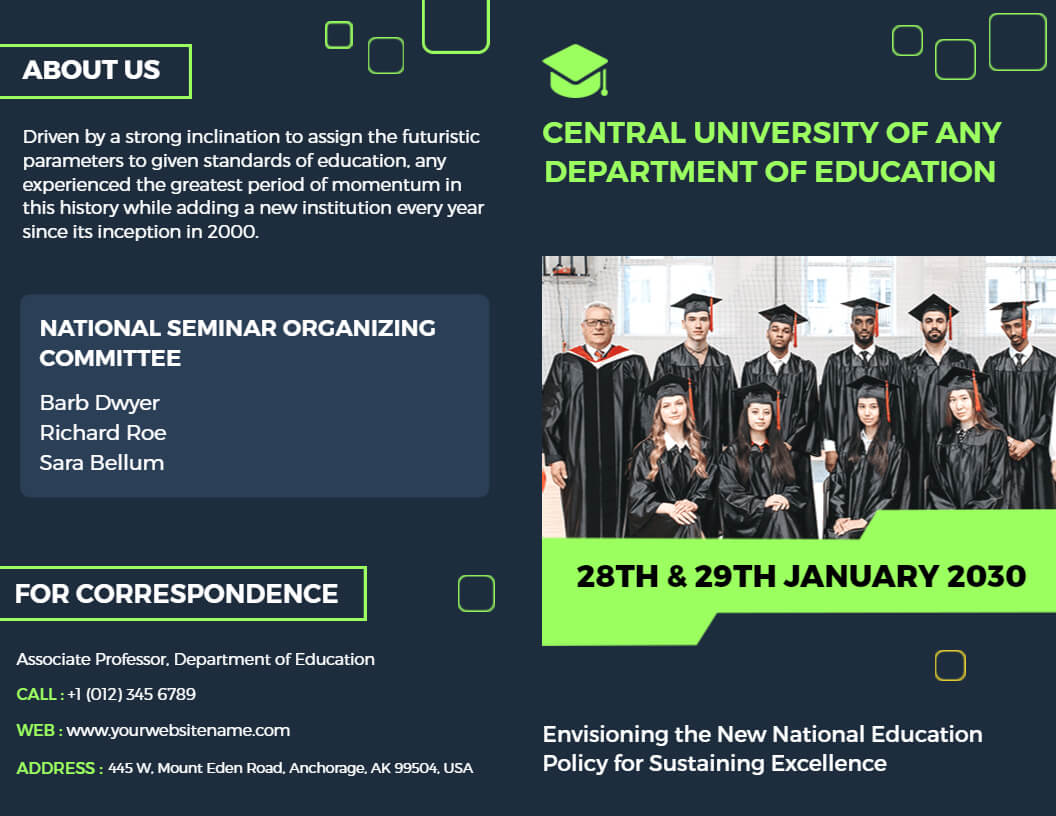 ABOUT US
Driven by a strong inclination to assign the futuristic
parameters to given standards of education, any
experienced the greatest period of momentum in
this history while adding a new institution every year
since its inception in 2000.
NATIONAL SEMINAR ORGANIZING
COMMITTEE
Barb Dwyer
Richard Roe
Sara Bellum
FOR CORRESPONDENCE
Associate Professor, Department of Education
CALL : +1 (012) 345 6789
WEB : www.yourwebsitename.com
ADDRESS : 445 W, Mount Eden Road, Anchorage, AK 99504, USA
CENTRAL UNIVERSITY OF ANY
DEPARTMENT OF EDUCATION
28TH & 29TH JANUARY 2030
Envisioning the New National Education
Policy for Sustaining Excellence